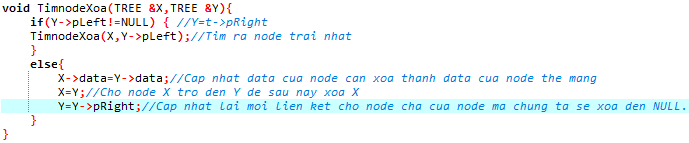 void TimnodeXoa(TREE &X,TREE &Y){
if(Y->pLeft!=NULL) { //Y=t->pRight
TimnodeXoa(X,Y->pLeft);//Tim ra node trai nhat
}
else{
X->data=Y->data;//Cap nhat data cua node can xoa thanh data cua node the mang
X=Y;//Cho node X tro den Y de sau nay xoa X
Y=Y->pRight;//Cap nhat lai moi lien ket cho node cha cua node ma chung ta se xoa den NULL.
}
}